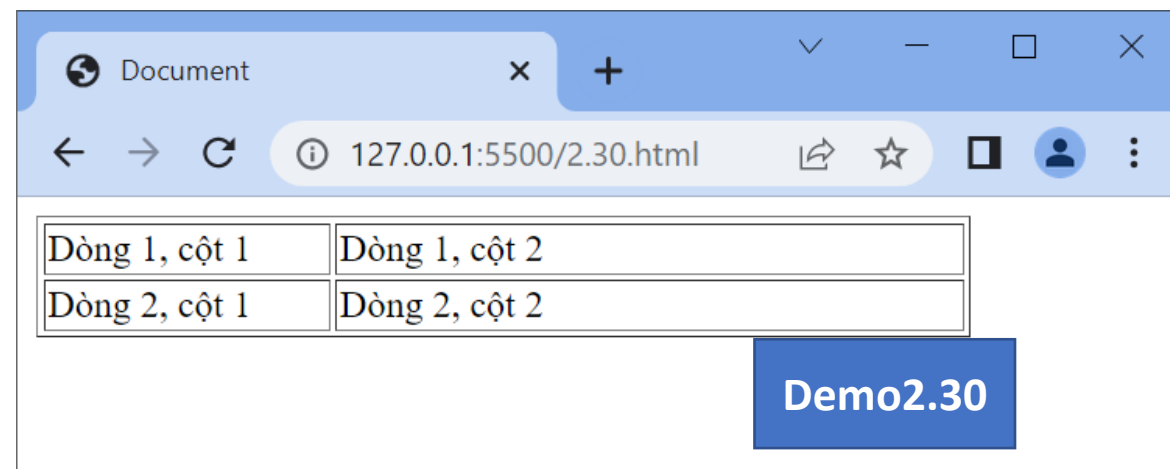 Document
127.0.0.1:5500/2.30.html
Dòng 1, cột 1 Dòng 1, cột 2
Dòng 2, cột 1 Dòng 2, cột 2
Demo2.30